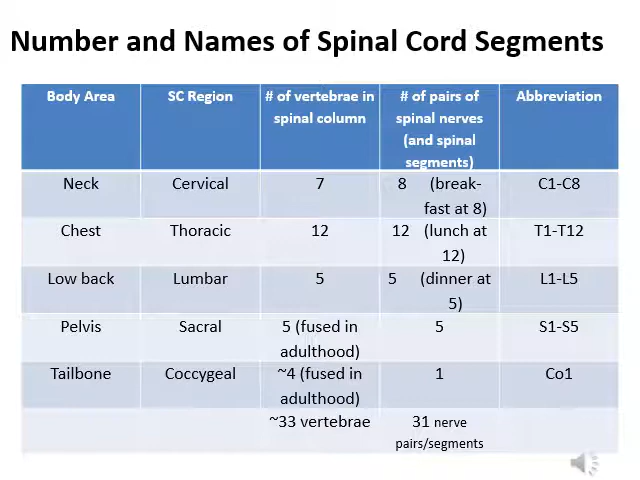 Number and Names of Spinal Cord Segments
Body Area SC Region # of vertebrae in spinal column # of pairs of spinal nerves (and spinal segments) Abbreviation
Neck Cervical 7 8 (break-fast at 8) C1-C8
Chest Thoracic 12 12 (lunch at 12) T1-T12
Low back Lumbar 5 5 (dinner at 5) L1-L5
Pelvis Sacral 5 (fused in adulthood) 5 S1-S5
Tailbone Coccygeal ~4 (fused in adulthood) 1 Co1
~33 vertebrae 31 nerve pairs/segments